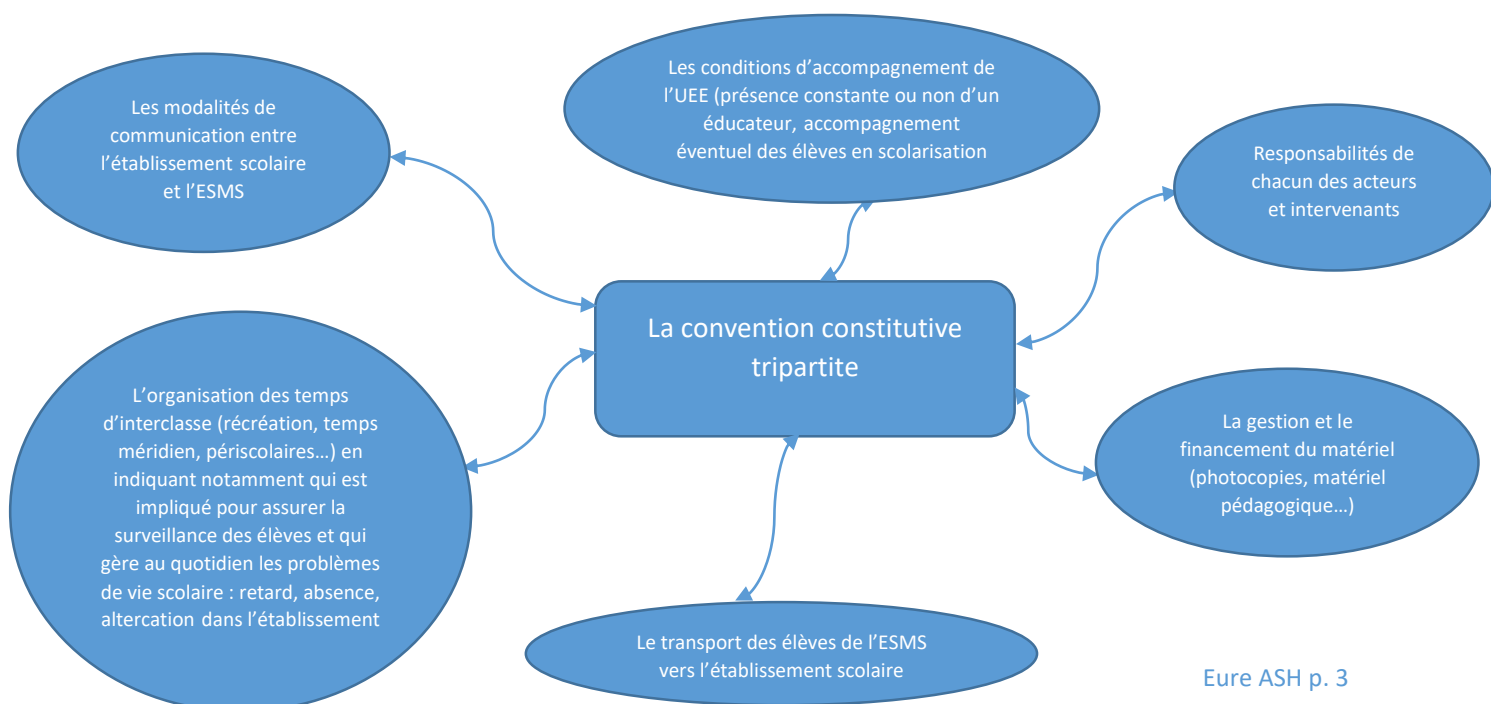 Les modalités de
communication entre
l’établissement scolaire
et l’ESMS
Les conditions d’accompagnement de
l’UEE (présence constante ou non d’un
éducateur, accompagnement
éventuel des élèves en scolarisation
Responsabilités de
chacun des acteurs
et intervenants
La convention constitutive
tripartite
L’organisation des temps
d’interclasse (récréation, temps
méridien, périscolaires…) en
indiquant notamment qui est
impliqué pour assurer la
surveillance des élèves et qui
gère au quotidien les problèmes
de vie scolaire : retard, absence,
altercation dans l’établissement
La gestion et le
financement du matériel
(photocopies, matériel
pédagogique…)
Le transport des élèves de l’ESMS
vers l’établissement scolaire
Eure ASH p. 3